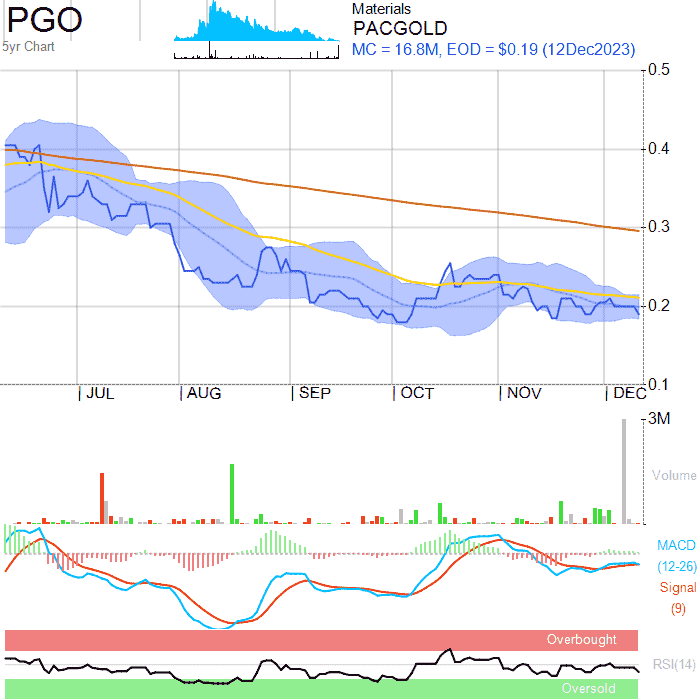 PGO
5yr Chart
Materials
PACGOLD
MC = 16.8M, EOD = $0.19 (12Dec2023)
0.5
0.4
0.3
0.2
0.1
JUL AUG SEP OCT NOV DEC
3M
Volume
MACD
(12-26)
Signal
(9)
Overbought
RSI(14)
Oversold